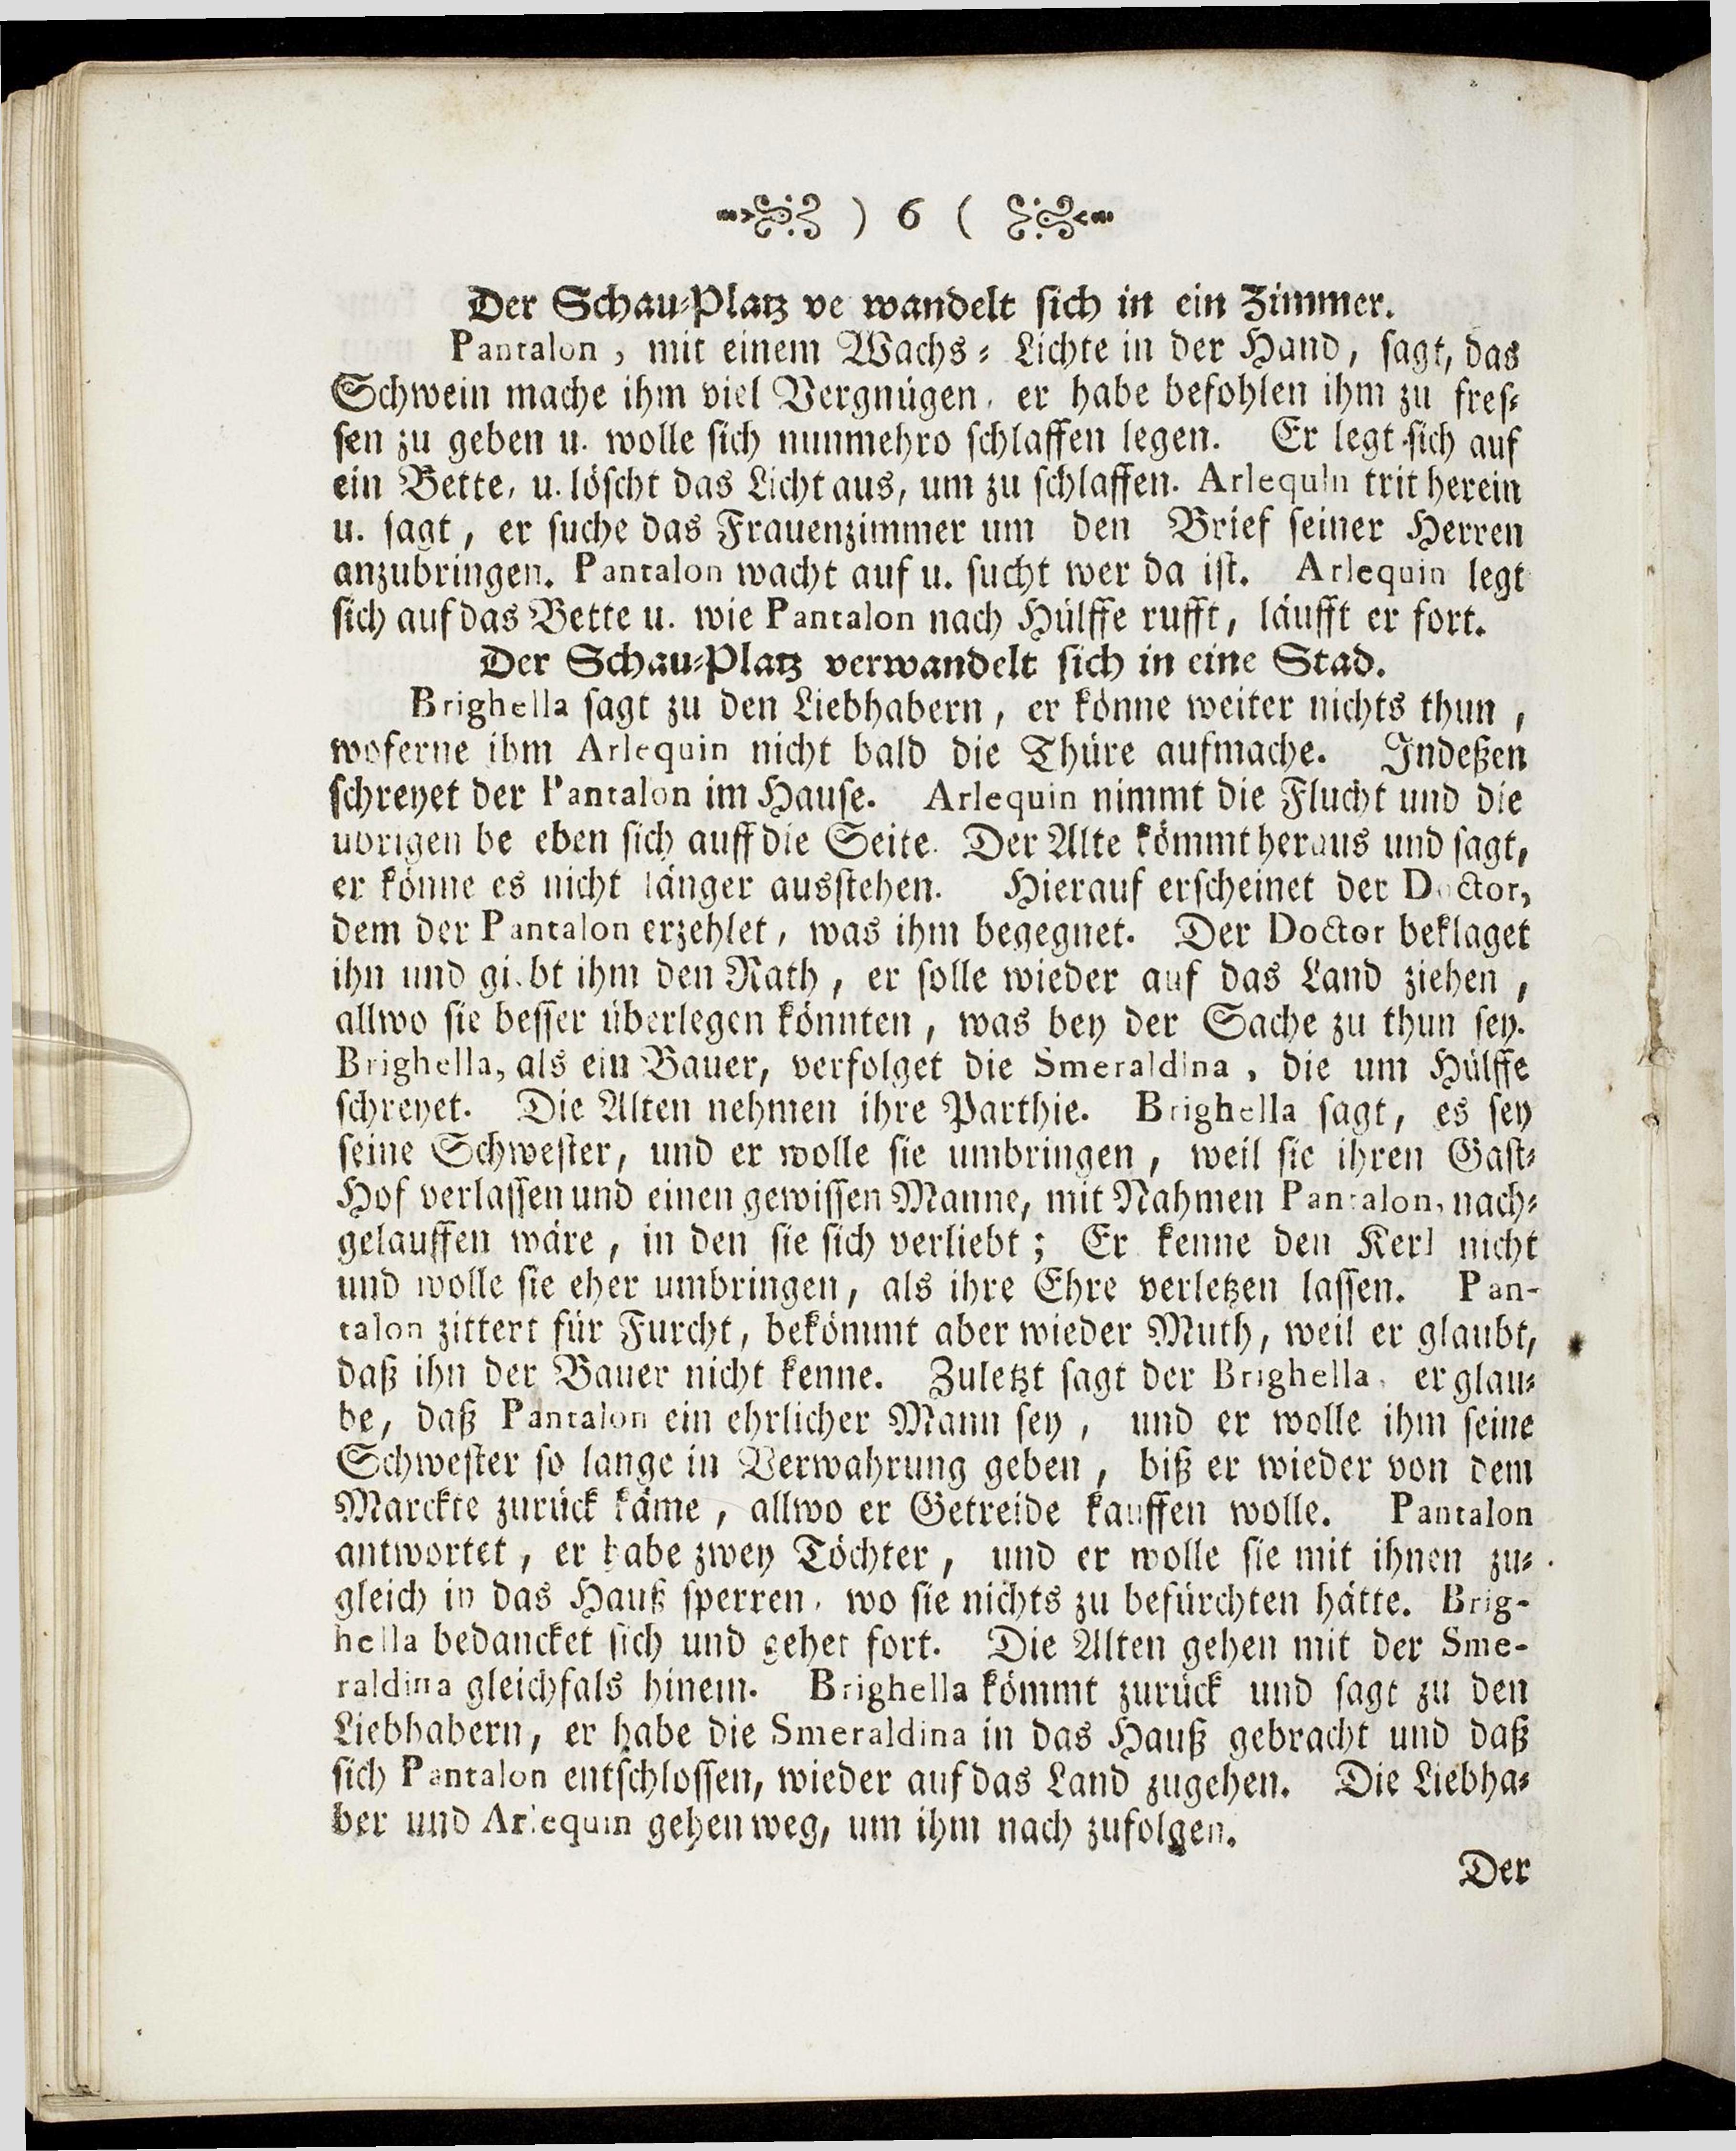 ) 6 (
Der Schau-Platz ve wandelt sich in ein Zimmer.
Pantalon, mit einem Wachs-Lichte in der Hand, sagt, das
Schwein mache ihm viel Vergnügen, er habe befohlen ihm zu fres-
sen zu geben u. wolle sich nunmehro schlaffen legen. Er legt sich auf
ein Bette, u. löscht das Licht aus, um zu schlaffen. Arlequin trit herein
u. sagt, er suche das Frauenzimmer um den Brief seiner Herren
anzubringen. Pantalon wacht auf u. sucht wer da ist. Arlequin legt
sich auf das Bette u. wie Pantalon nach Hülffe rufft, läufft er fort.
Der Schau-Platz verwandelt sich in eine Stad.
Brighella sagt zu den Liebhabern, er könne weiter nichts thun,
woferne ihm Arlequin nicht bald die Thüre aufmache. Indeßen
schreyet der Pantalon im Hause. Arlequin nimmt die Flucht und die
übrigen be eben sich auff die Seite. Der Alte kömmt heraus und sagt,
er könne es nicht länger ausstehen. Hierauf erscheinet der Doctor,
dem der Pantalon erzehlet, was ihm begegnet. Der Doctor beklaget
ihn und giebt ihm den Rath, er solle wieder auf das Land ziehen,
allwo sie besser überlegen könnten, was bey der Sache zu thun sey.
Brighella, als ein Bauer, verfolget die Smeraldina, die um Hülffe
schreyet. Die Alten nehmen ihre Parthie. Brighella sagt, es sey
seine Schwester, und er wolle sie umbringen, weil sie ihren Gast-
Hof verlassen und einen gewissen Manne, mit Nahmen Pantalon, nach-
gelauffen wäre, in den sie sich verliebt; Er kenne den Kerl nicht
und wolle sie eher umbringen, als ihre Ehre verletzen lassen. Pan-
talon zittert für Furcht, bekömmt aber wieder Muth, weil er glaubt,
daß ihn der Bauer nicht kenne. Zuletzt sagt der Brighella, er glau-
be, daß Pantalon ein ehrlicher Mann sey, und er wolle ihm seine
Schwester so lange in Verwahrung geben, biß er wieder von dem
Marckte zurück käme, allwo er Getreide kauffen wolle. Pantalon
antwortet, er habe zwey Töchter, und er wolle sie mit ihnen zu-
gleich in das Hauß sperren, wo sie nichts zu befürchten hätte. Brig-
hella bedancket sich und gehet fort. Die Alten gehen mit der Sme-
raldina gleichfals hinein. Brighella kömmt zurück und sagt zu den
Liebhabern, er habe die Smeraldina in das Hauß gebracht und daß
sich Pantalon entschlossen, wieder auf das Land zugehen. Die Liebha-
ber und Arlequin gehen weg, um ihm nach zufolgen.
Der